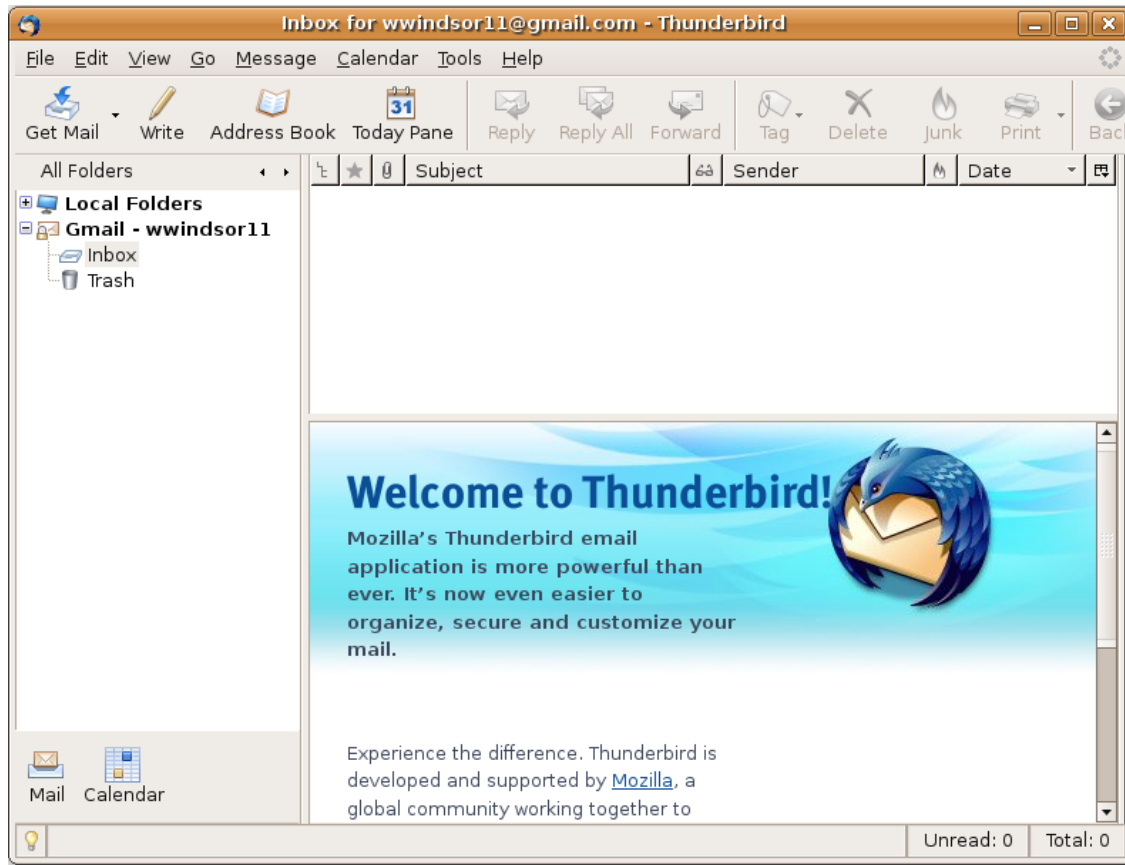 Inbox for wwindsor11@gmail.com - Thunderbird
File Edit View Go Message Calendar Tools Help
31
Get Mail Write Address Book Today Pane Reply Reply All Forward Tag Delete Junk Print Bac
All Folders Subject Sender Date
Local Folders
Gmail - wwindsor11
Inbox
Trash
Welcome to Thunderbird!
Mozilla's Thunderbird email
application is more powerful than
ever. It's now even easier to
organize, secure and customize your
mail.
Experience the difference. Thunderbird is
developed and supported by Mozilla, a
global community working together to
Mail Calendar
Unread: 0 Total: 0